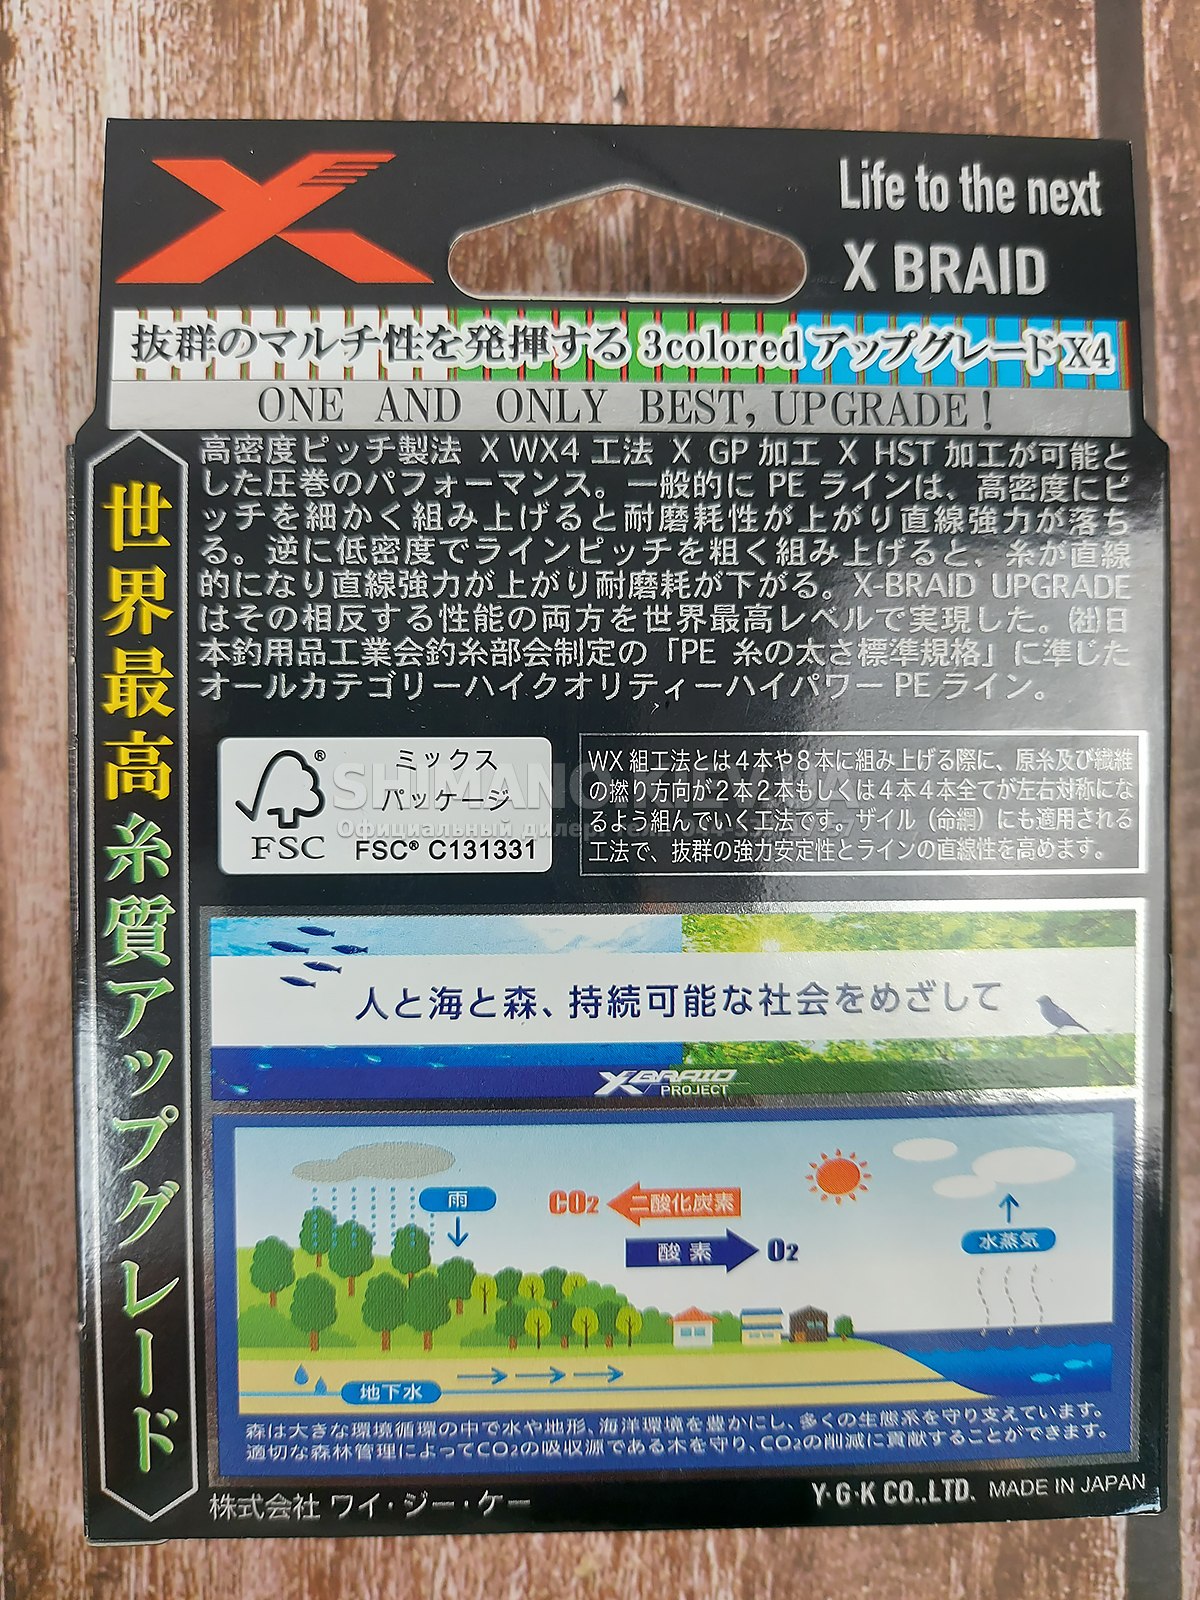 Life to the next
X BRAID
抜群のマルチ性を発揮する 3colored アップグレード X4
ONE AND ONLY BEST, UPGRADE!
世界最高糸質アップグレード
高密度ピッチ製法 X WX4 工法 X GP 加工 X HST 加工が可能と
した圧巻のパフォーマンス。一般的に PE ラインは、高密度にピ
ッチを細かく組み上げると耐磨耗性が上がり直線強力が落ち
る。逆に低密度でラインピッチを粗く組み上げると、糸が直線
的になり直線強力が上がり耐磨耗が下がる。X-BRAID UPGRADE
はその相反する性能の両方を世界最高レベルで実現した。㈳日
本釣用品工業会釣糸部会制定の「PE 糸の太さ標準規格」に準じた
オールカテゴリーハイクオリティーハイパワー PE ライン。
®
FSC
ミックス
パッケージ
FSC® C131331
WX 組工法とは4本や8本に組み上げる際に、原糸及び繊維
の撚り方向が2本2本もしくは4本4本全てが左右対称にな
るよう組んでいく工法です。ザイル（命綱）にも適用される
工法で、抜群の強力安定性とラインの直線性を高めます。
SHIMANO
Официальный дилер
人と海と森、持続可能な社会をめざして
X BRAID
PROJECT
雨
CO2 二酸化炭素
酸素 O2
水蒸気
地下水
森は大きな環境循環の中で水や地形、海洋環境を豊かにし、多くの生態系を守り支えています。
適切な森林管理によってCO2の吸収源である木を守り、CO2の削減に貢献することができます。
株式会社 ワイ・ジー・ケー
Y·G·K CO.,LTD. MADE IN JAPAN